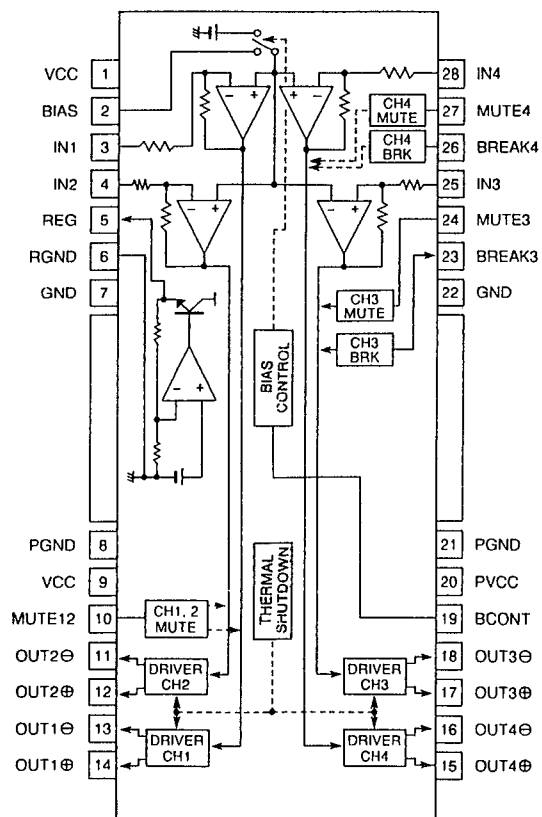 VCC 1
BIAS 2
IN1 3
IN2 4
REG 5
RGND 6
GND 7
PGND 8
VCC 9
MUTE12 10
OUT2⊖ 11
OUT2⊕ 12
OUT1⊖ 13
OUT1⊕ 14
− +
+ −
− +
+ −
− +
CH1, 2
MUTE
DRIVER
CH2
DRIVER
CH1
BIAS
CONTROL
THERMAL
SHUTDOWN
CH4
MUTE
CH4
BRK
CH3
MUTE
CH3
BRK
DRIVER
CH3
DRIVER
CH4
28 IN4
27 MUTE4
26 BREAK4
25 IN3
24 MUTE3
23 BREAK3
22 GND
21 PGND
20 PVCC
19 BCONT
18 OUT3⊖
17 OUT3⊕
16 OUT4⊖
15 OUT4⊕